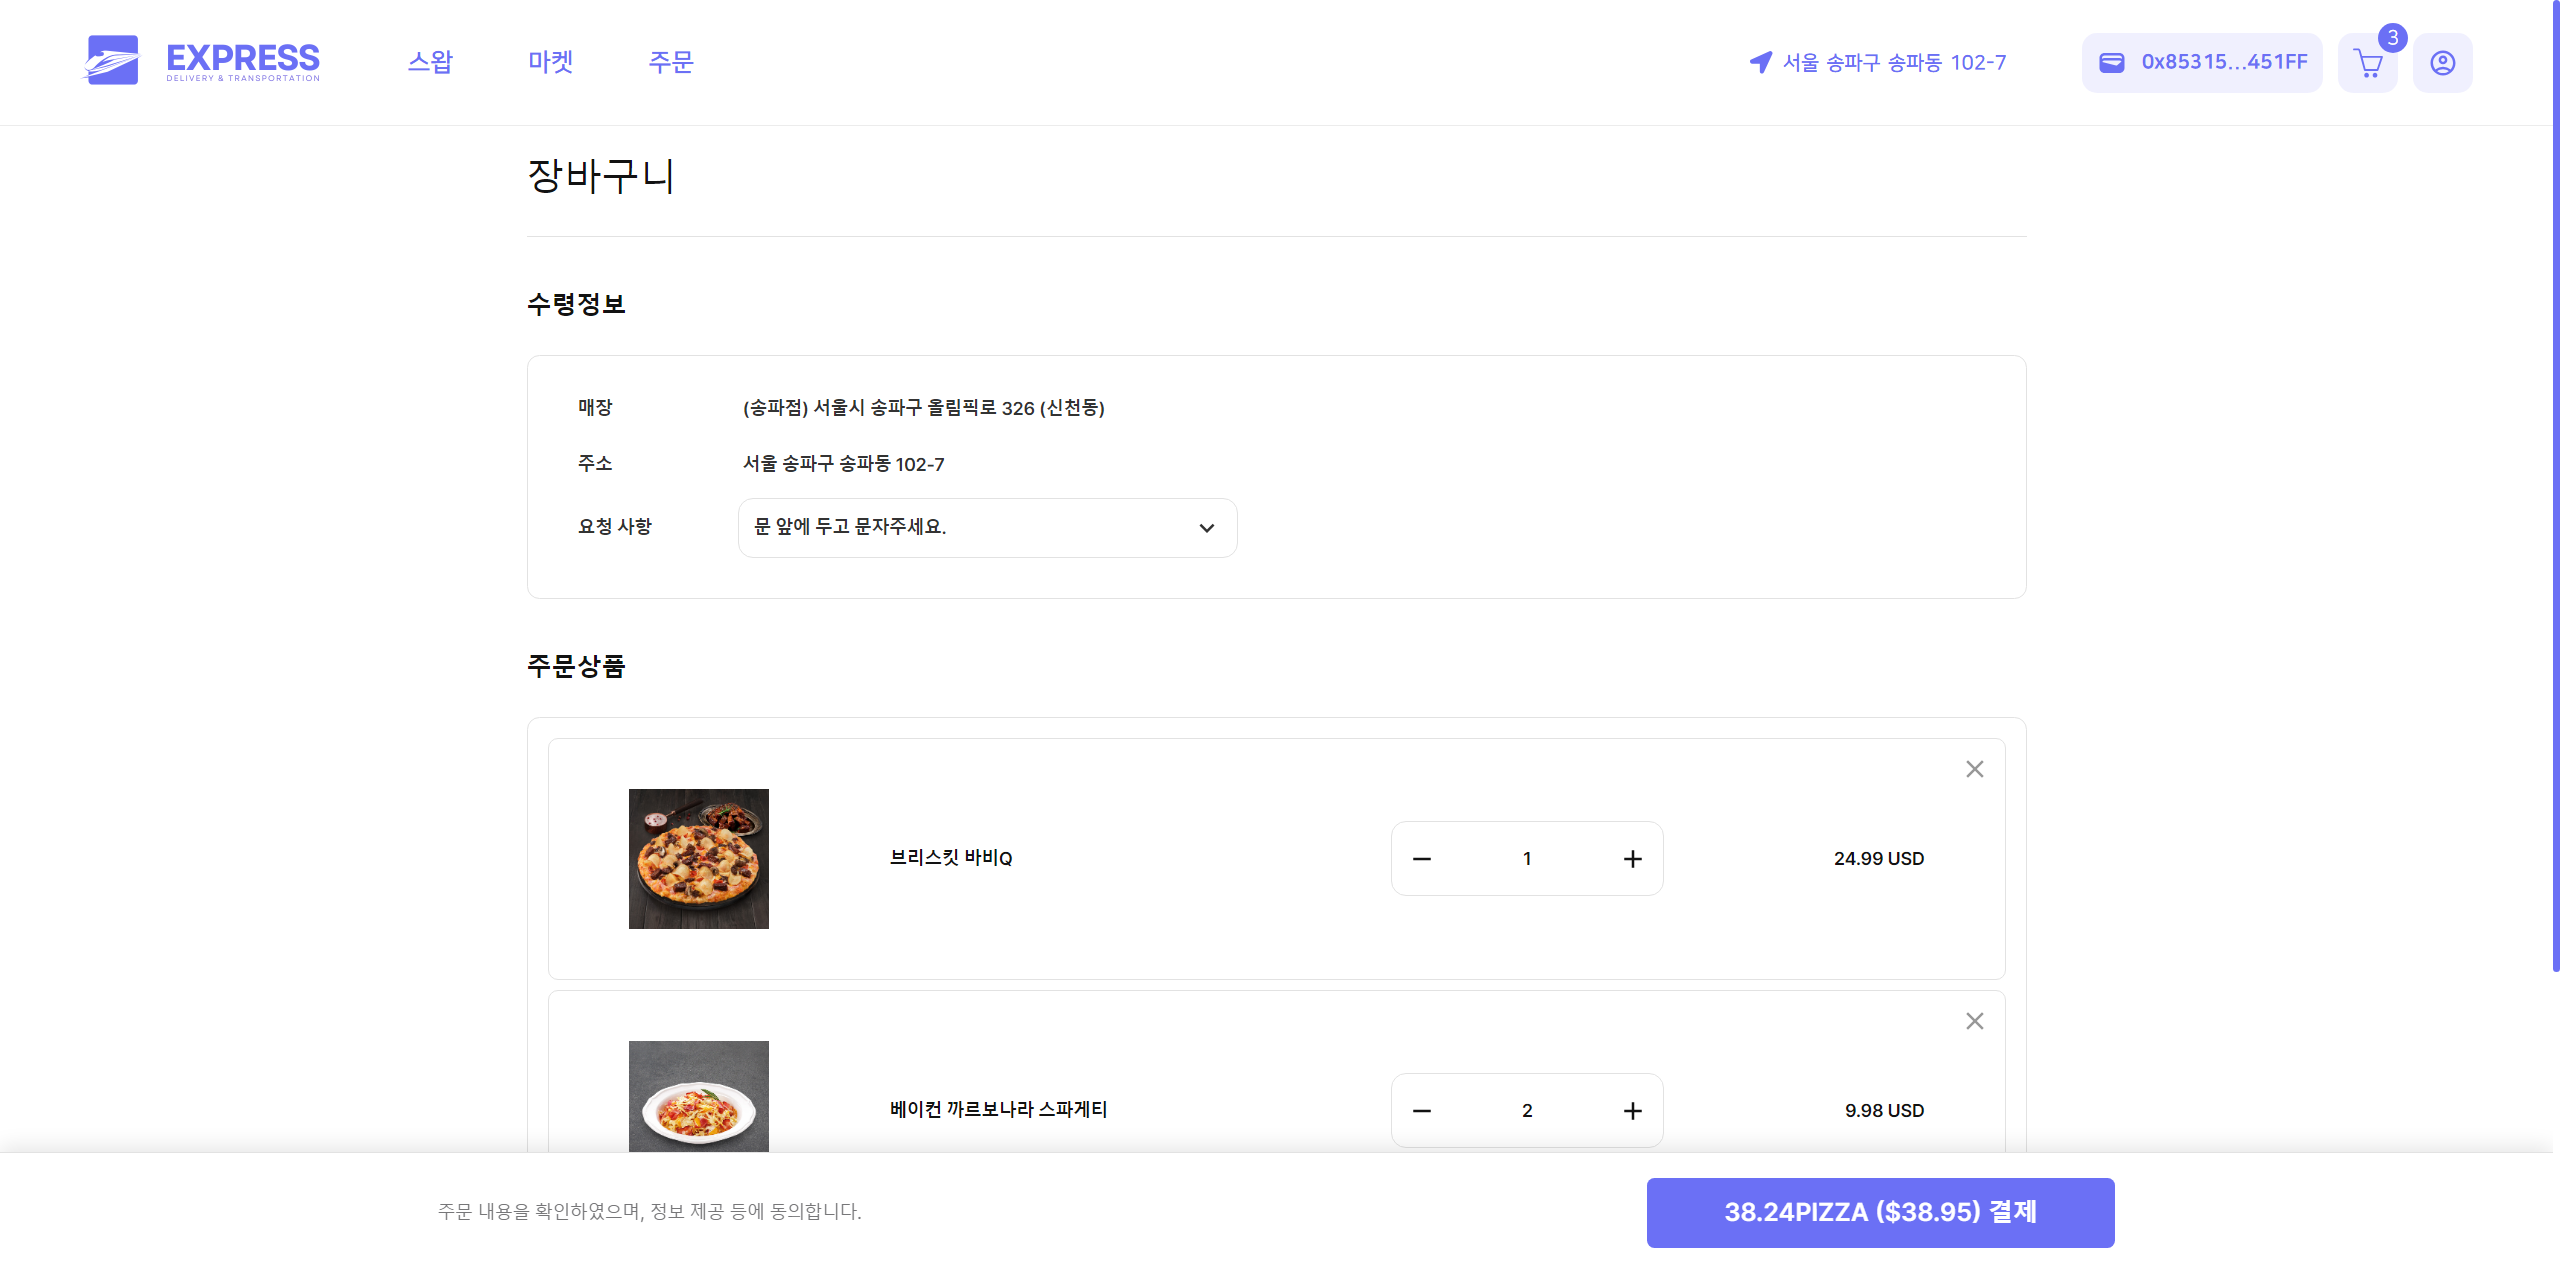 EXPRESS
DELIVERY & TRANSPORTATION
스왑
마켓
주문
서울 송파구 송파동 102-7
0x85315...451FF
3
장바구니
수령정보
매장
(송파점) 서울시 송파구 올림픽로 326 (신천동)
주소
서울 송파구 송파동 102-7
요청 사항
문 앞에 두고 문자주세요.
주문상품
브리스킷 바비Q
1
24.99 USD
베이컨 까르보나라 스파게티
2
9.98 USD
주문 내용을 확인하였으며, 정보 제공 등에 동의합니다.
38.24PIZZA ($38.95) 결제